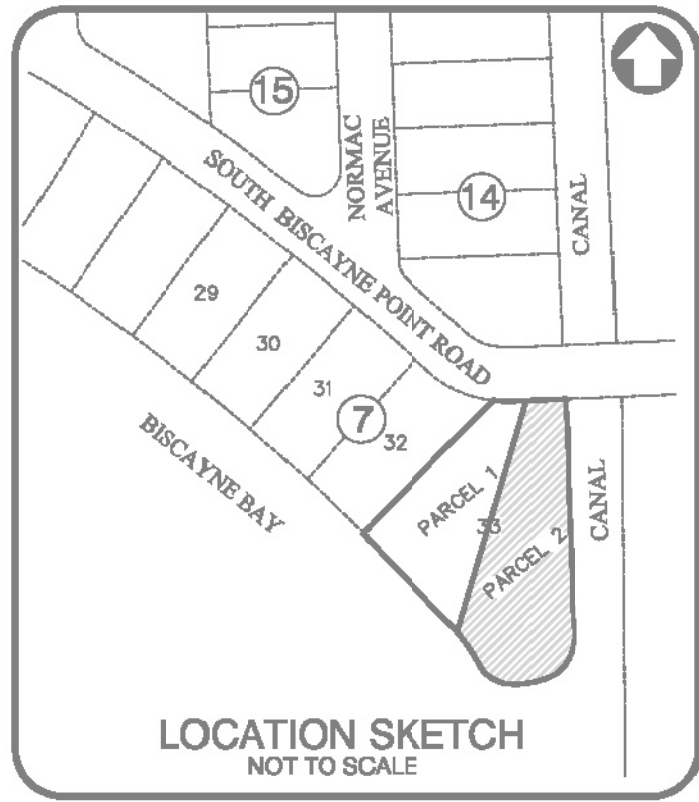 15
NORMAC
AVENUE
14
CANAL
SOUTH BISCAYNE POINT ROAD
29
30
31
7
32
BISCAYNE BAY
PARCEL 1
33
PARCEL 2
CANAL
LOCATION SKETCH
NOT TO SCALE